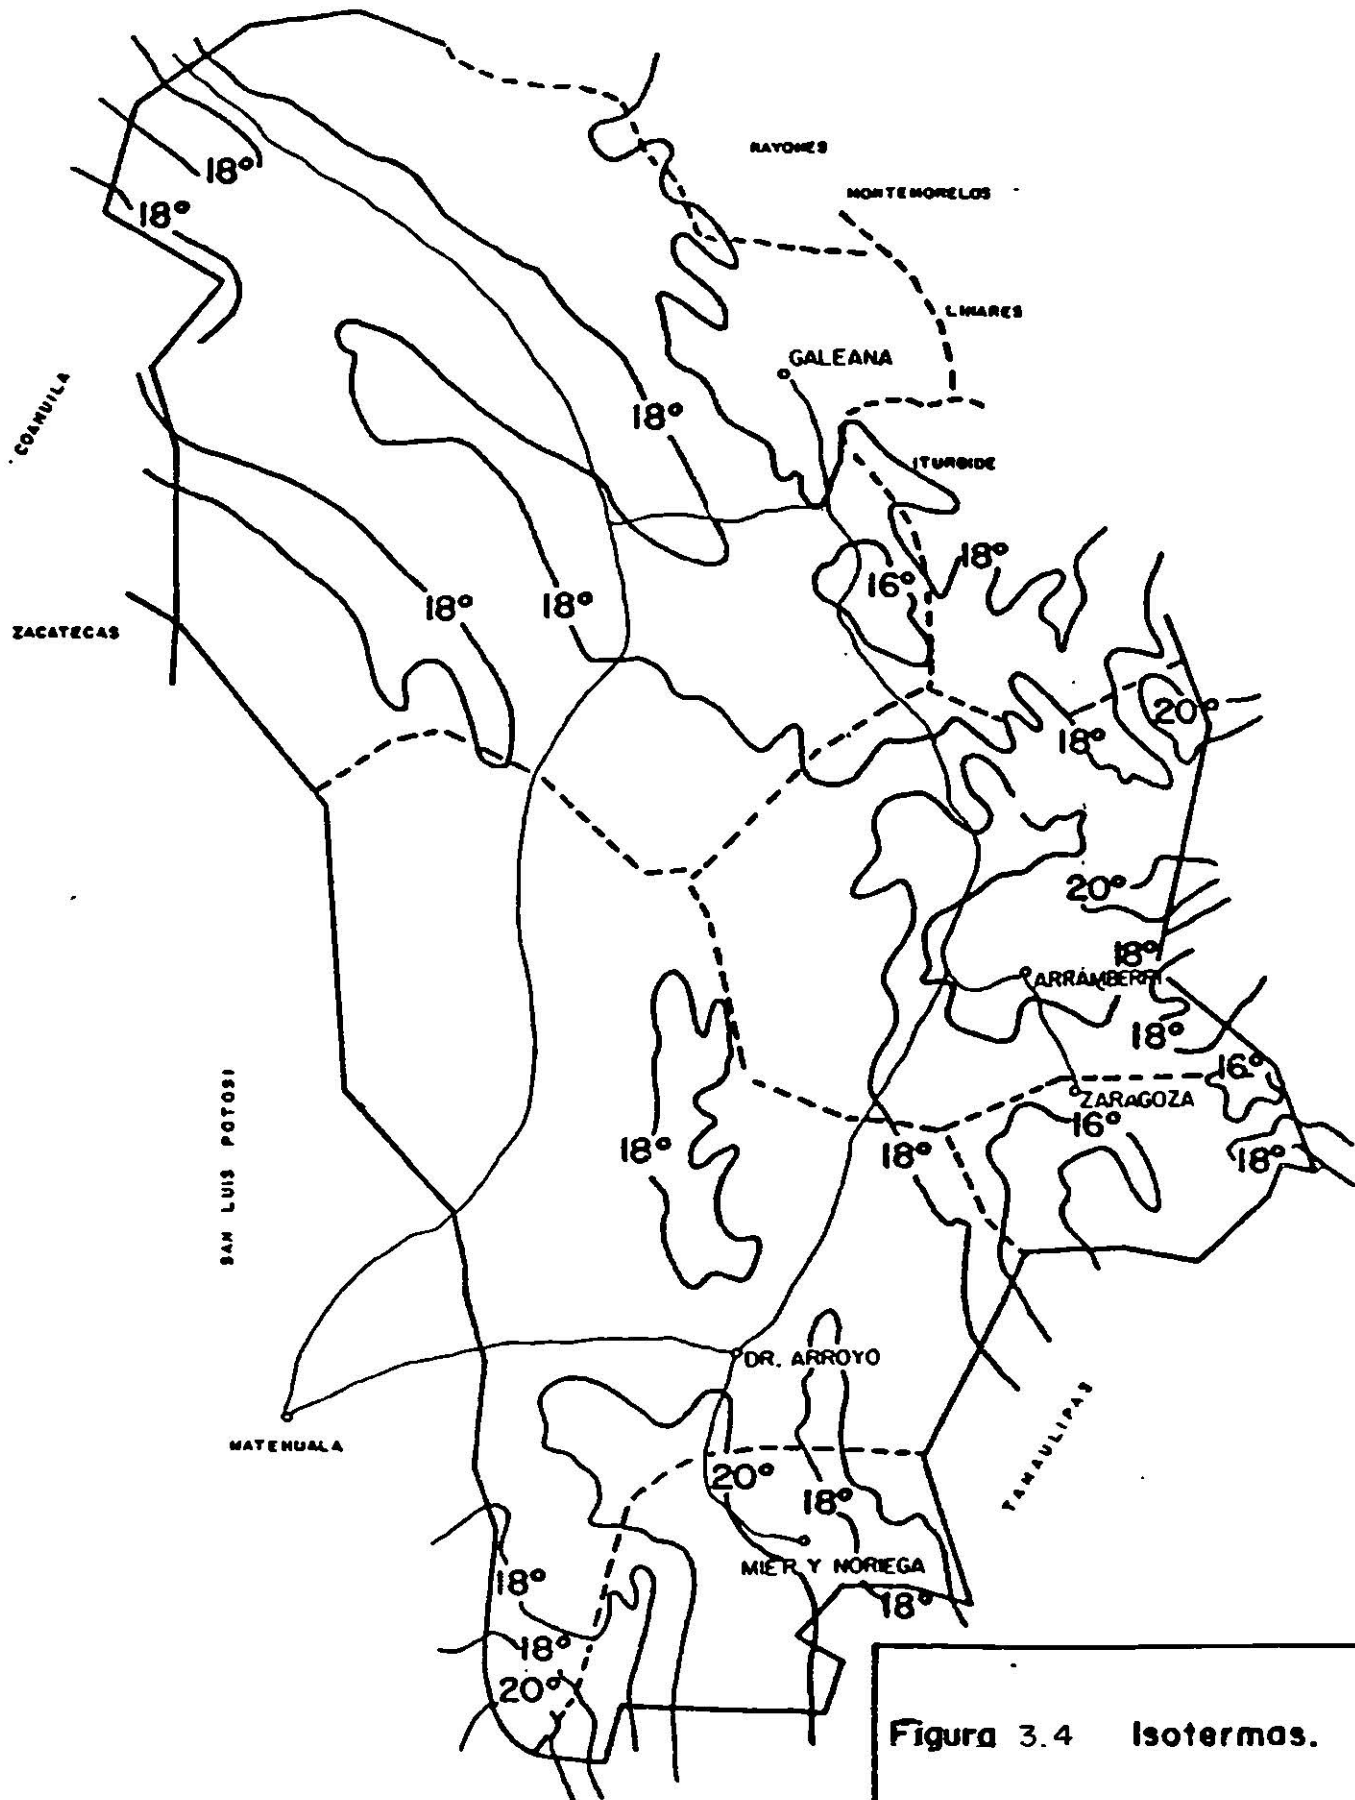 RAYONES
18°
MONTEMORELOS
18°
LINARES
GALEANA
COAHUILA
18°
ITURBIDE
18°
16°
18°
18°
ZACATECAS
20°
18°
20°
18°
ARRAMBERRI
18°
16°
ZARAGOZA
16°
18°
18°
18°
SAN LUIS POTOSI
DR. ARROYO
MATEHUALA
TAMAULIPAS
20°
18°
MIER Y NORIEGA
18°
18°
18°
20°
Figura 3.4 Isotermas.